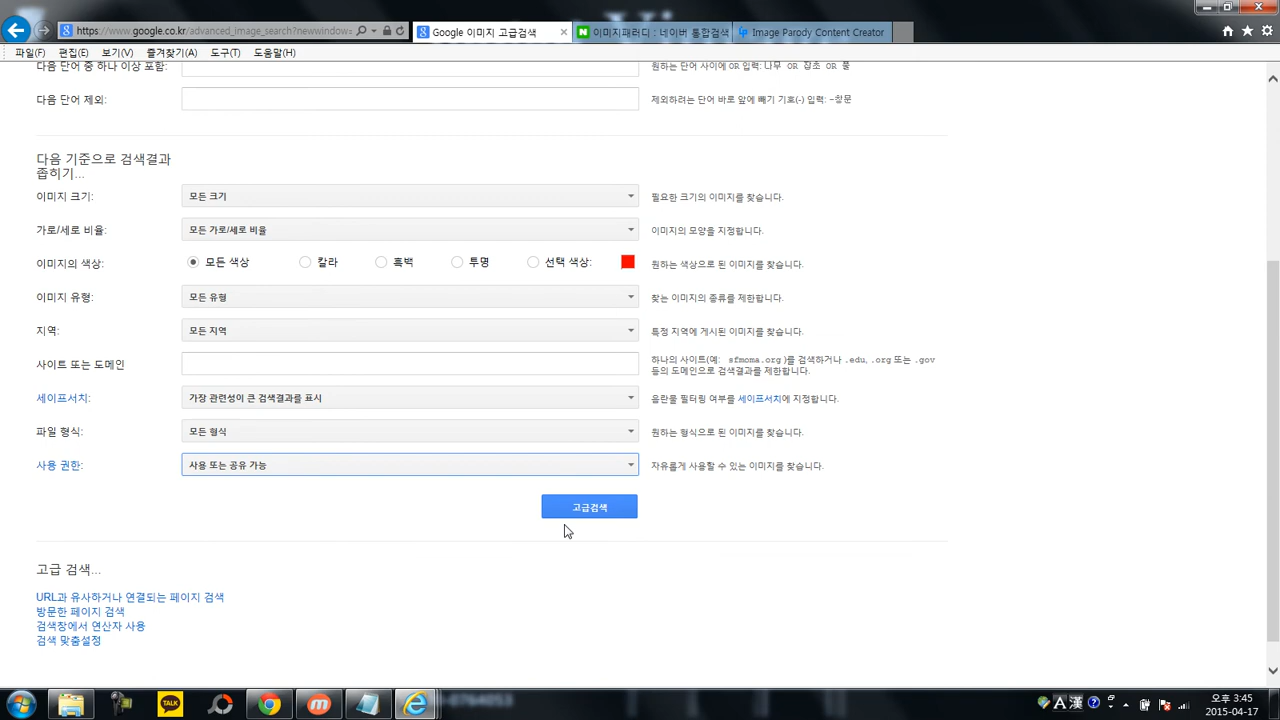 https://www.google.co.kr/advanced_image_search?newwindow=
Google 이미지 고급검색
이미지패러디 : 네이버 통합검색
Image Parody Content Creator
파일(F) 편집(E) 보기(V) 즐겨찾기(A) 도구(T) 도움말(H)
다음 단어 중 하나 이상 포함:
원하는 단어 사이에 OR 입력: 나무 OR 잡초 OR 풀
다음 단어 제외:
제외하려는 단어 바로 앞에 빼기 기호(-) 입력: -창문
다음 기준으로 검색결과
좁히기...
이미지 크기:
모든 크기
필요한 크기의 이미지를 찾습니다.
가로/세로 비율:
모든 가로/세로 비율
이미지의 모양을 지정합니다.
이미지의 색상:
모든 색상
칼라
흑백
투명
선택 색상:
원하는 색상으로 된 이미지를 찾습니다.
이미지 유형:
모든 유형
찾는 이미지의 종류를 제한합니다.
지역:
모든 지역
특정 지역에 게시된 이미지를 찾습니다.
사이트 또는 도메인
하나의 사이트(예: sfmoma.org )를 검색하거나 .edu, .org 또는 .gov
등의 도메인으로 검색결과를 제한합니다.
세이프서치:
가장 관련성이 큰 검색결과를 표시
음란물 필터링 여부를 세이프서치에 지정합니다.
파일 형식:
모든 형식
원하는 형식으로 된 이미지를 찾습니다.
사용 권한:
사용 또는 공유 가능
자유롭게 사용할 수 있는 이미지를 찾습니다.
고급검색
고급 검색...
URL과 유사하거나 연결되는 페이지 검색
방문한 페이지 검색
검색창에서 연산자 사용
검색 맞춤설정
TALK
A 漢
오후 3:45
2015-04-17